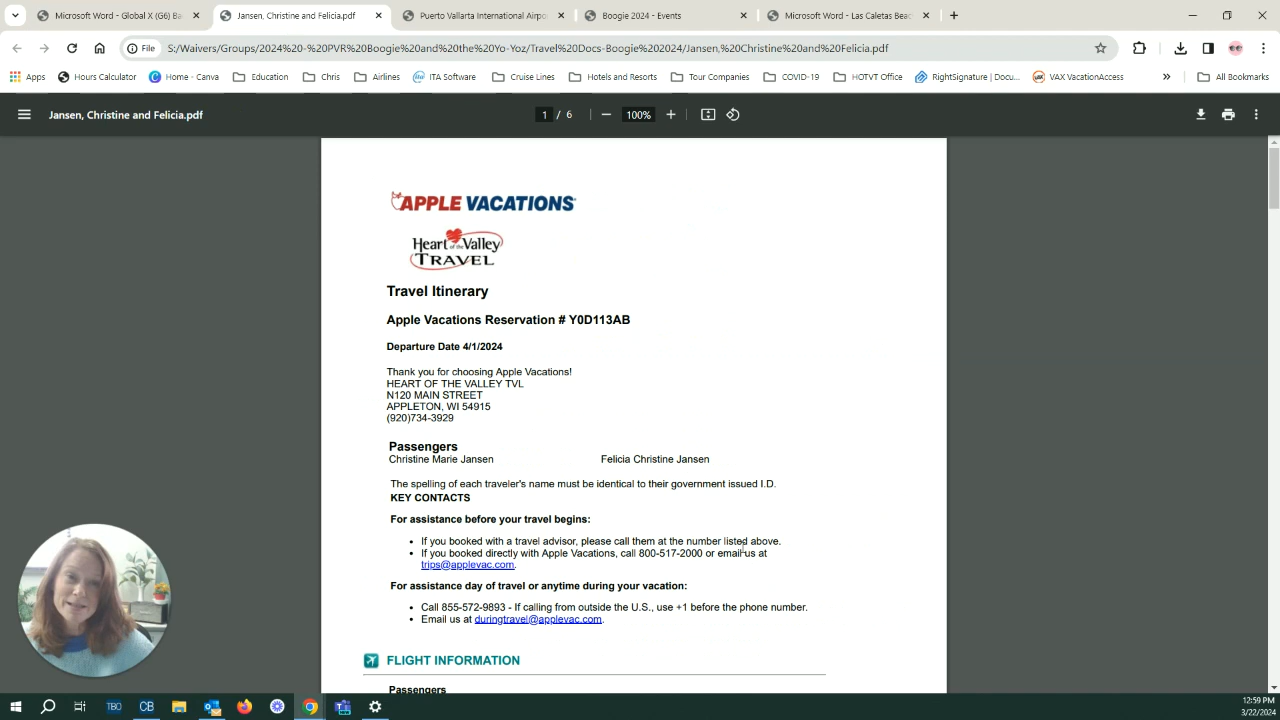 Microsoft Word - Global X (G6) Ba
Jansen, Christine and Felicia.pdf
Puerto Vallarta International Airpo
Boogie 2024 - Events
Microsoft Word - Las Caletas Beac
File
S:/Waivers/Groups/2024%20-%20PVR%20Boogie%20and%20the%20Yo-Yoz/Travel%20Docs-Boogie%202024/Jansen,%20Christine%20and%20Felicia.pdf
Apps
Hours Calculator
Home - Canva
Education
Chris
Airlines
ITA Software
Cruise Lines
Hotels and Resorts
Tour Companies
COVID-19
HOTVT Office
RightSignature | Docu...
VAX VacationAccess
All Bookmarks
Jansen, Christine and Felicia.pdf
1 / 6
100%
APPLE VACATIONS
Heart of the Valley
TRAVEL
Travel Itinerary
Apple Vacations Reservation # Y0D113AB
Departure Date 4/1/2024
Thank you for choosing Apple Vacations!
HEART OF THE VALLEY TVL
N120 MAIN STREET
APPLETON, WI 54915
(920)734-3929
Passengers
Christine Marie Jansen Felicia Christine Jansen
The spelling of each traveler's name must be identical to their government issued I.D.
KEY CONTACTS
For assistance before your travel begins:
• If you booked with a travel advisor, please call them at the number listed above.
• If you booked directly with Apple Vacations, call 800-517-2000 or email us at
trips@applevac.com.
For assistance day of travel or anytime during your vacation:
• Call 855-572-9893 - If calling from outside the U.S., use +1 before the phone number.
• Email us at duringtravel@applevac.com.
FLIGHT INFORMATION
Passengers
TBO
CB
12:59 PM
3/22/2024